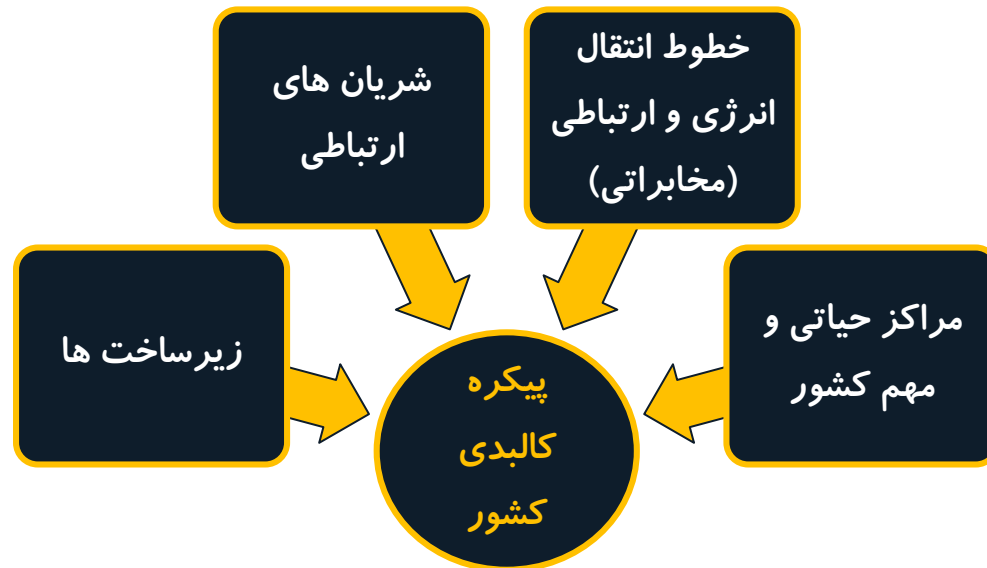 خطوط انتقال
انرژی و ارتباطی
(مخابراتی)
شریان های
ارتباطی
مراکز حیاتی و
مهم کشور
زیرساخت ها
پیکره
کالبدی
کشور